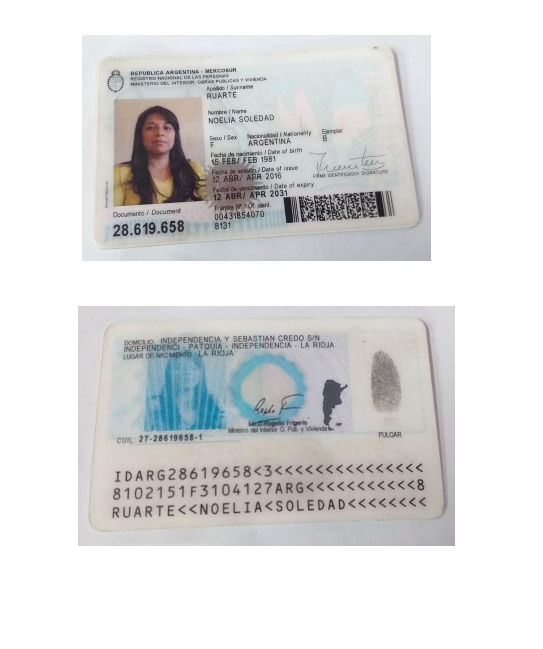 REPUBLICA ARGENTINA - MERCOSUR
REGISTRO NACIONAL DE LAS PERSONAS
MINISTERIO DEL INTERIOR, OBRAS PUBLICAS Y VIVIENDA
Apellido / Surname
RUARTE
Nombre / Name
NOELIA SOLEDAD
Sexo / Sex Nacionalidad / Nationality Ejemplar
F ARGENTINA B
Fecha de nacimiento / Date of birth
15 FEB/ FEB 1981
Fecha de emisión / Date of issue
12 ABR/ APR 2016
FIRMA IDENTIFICADO / SIGNATURE
Fecha de vencimiento / Date of expiry
12 ABR/ APR 2031
Documento / Document
Trámite Nº / Of. ident.
00431854070
8131
28.619.658
DOMICILIO: INDEPENDENCIA Y SEBASTIAN CREDO S/N
INDEPENDENCI - PATQUIA - INDEPENDENCIA - LA RIOJA
LUGAR DE NACIMIENTO: LA RIOJA
Lic. Rogelio Frigerio
Ministro del Interior O. Pub. y Vivienda
CUIL: 27-28619658-1
PULGAR
IDARG28619658<3<<<<<<<<<<<<<<<
8102151F3104127ARG<<<<<<<<<<<8
RUARTE<<NOELIA<SOLEDAD<<<<<<<<